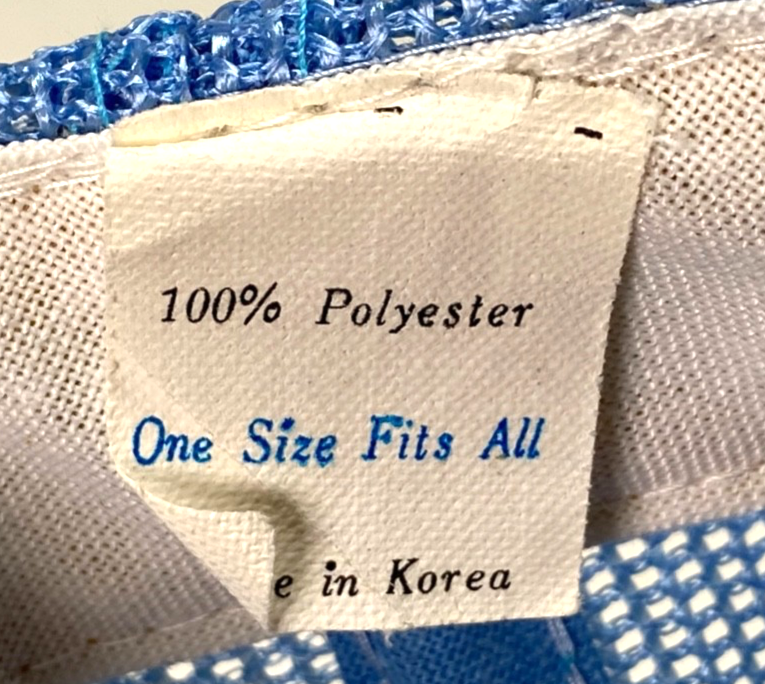 100% Polyester
One Size Fits All
e in Korea